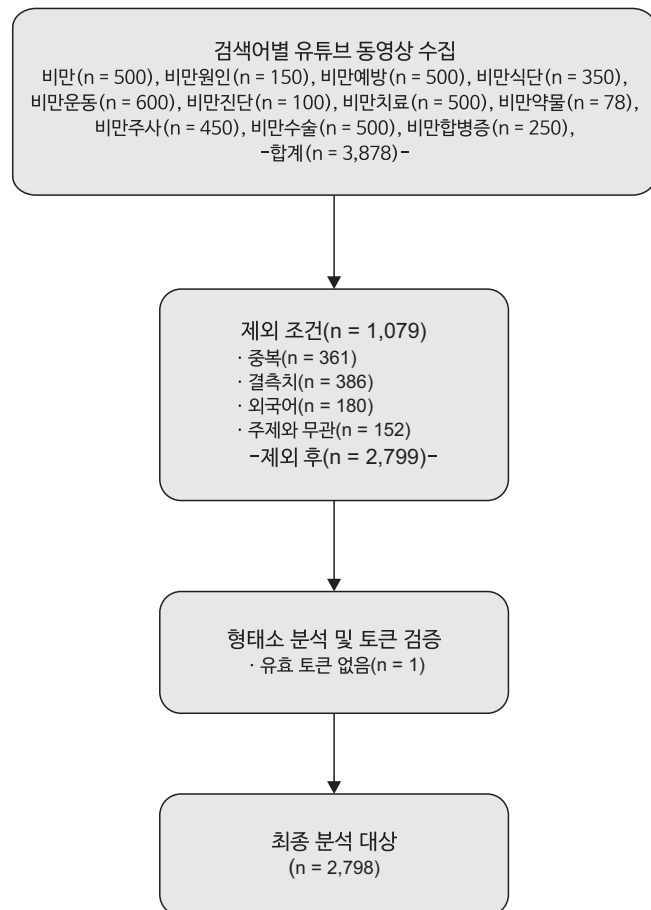 검색어별 유튜브 동영상 수집
비만(n = 500), 비만원인(n = 150), 비만예방(n = 500), 비만식단(n = 350),
비만운동(n = 600), 비만진단(n = 100), 비만치료(n = 500), 비만약물(n = 78),
비만주사(n = 450), 비만수술(n = 500), 비만합병증(n = 250),
-합계(n = 3,878)-
제외 조건(n = 1,079)
· 중복(n = 361)
· 결측치(n = 386)
· 외국어(n = 180)
· 주제와 무관(n = 152)
-제외 후(n = 2,799)-
형태소 분석 및 토큰 검증
· 유효 토큰 없음(n = 1)
최종 분석 대상
(n = 2,798)